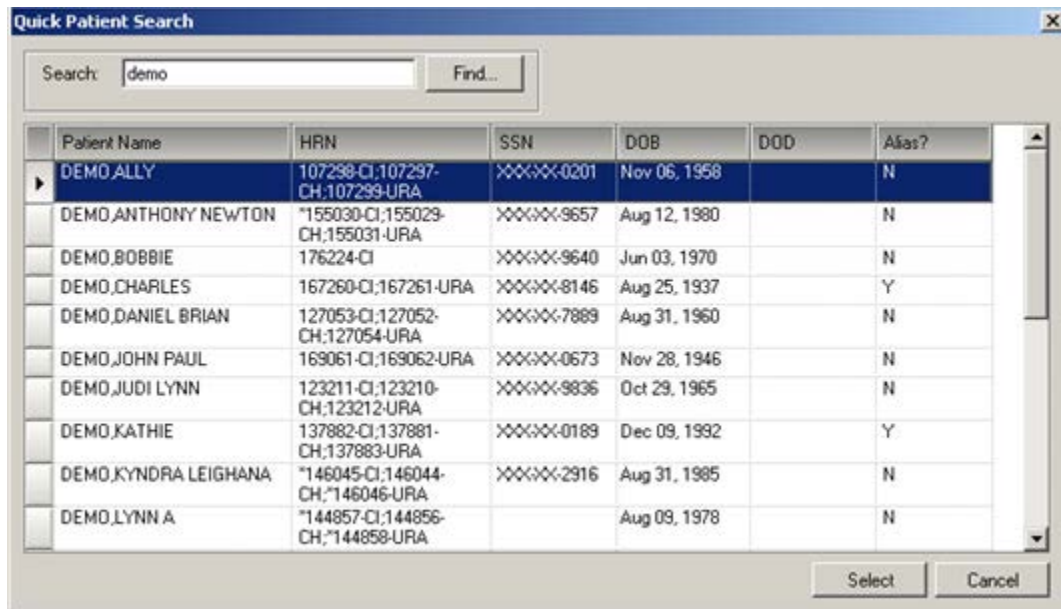 Quick Patient Search
Search: demo Find...
Patient Name HRN SSN DOB DOD Alias?
DEMO,ALLY 107298-CI;107297- XXX-XX-0201 Nov 06, 1958 N
CH;107299-URA
DEMO,ANTHONY NEWTON *155030-CI;155029- XXX-XX-9657 Aug 12, 1980 N
CH;155031-URA
DEMO,BOBBIE 176224-CI XXX-XX-9640 Jun 03, 1970 N
DEMO,CHARLES 167260-CI;167261-URA XXX-XX-8146 Aug 25, 1937 Y
DEMO,DANIEL BRIAN 127053-CI;127052- XXX-XX-7889 Aug 31, 1960 N
CH;127054-URA
DEMO,JOHN PAUL 169061-CI;169062-URA XXX-XX-0673 Nov 28, 1946 N
DEMO,JUDI LYNN 123211-CI;123210- XXX-XX-9836 Oct 29, 1965 N
CH;123212-URA
DEMO,KATHIE 137882-CI;137881- XXX-XX-0189 Dec 09, 1992 Y
CH;137883-URA
DEMO,KYNDRA LEIGHANA *146045-CI;146044- XXX-XX-2916 Aug 31, 1985 N
CH;*146046-URA
DEMO,LYNN A *144857-CI;144856- Aug 09, 1978 N
CH;*144858-URA
Select Cancel